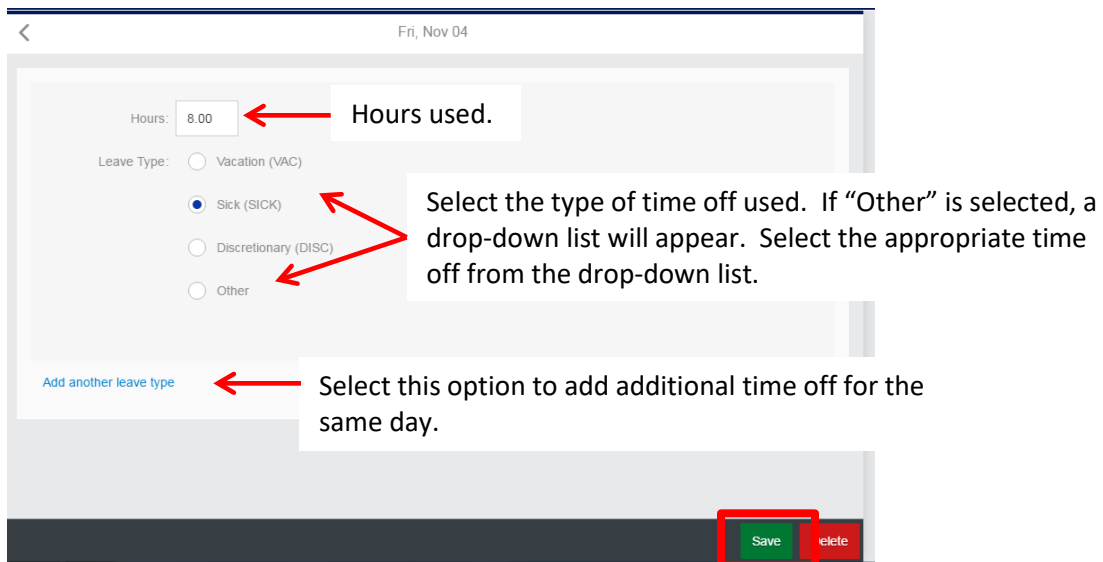 Fri, Nov 04
Hours: 8.00
Hours used.
Leave Type: Vacation (VAC)
Sick (SICK)
Select the type of time off used. If “Other” is selected, a
drop-down list will appear. Select the appropriate time
off from the drop-down list.
Discretionary (DISC)
Other
Add another leave type
Select this option to add additional time off for the
same day.
Save
Delete